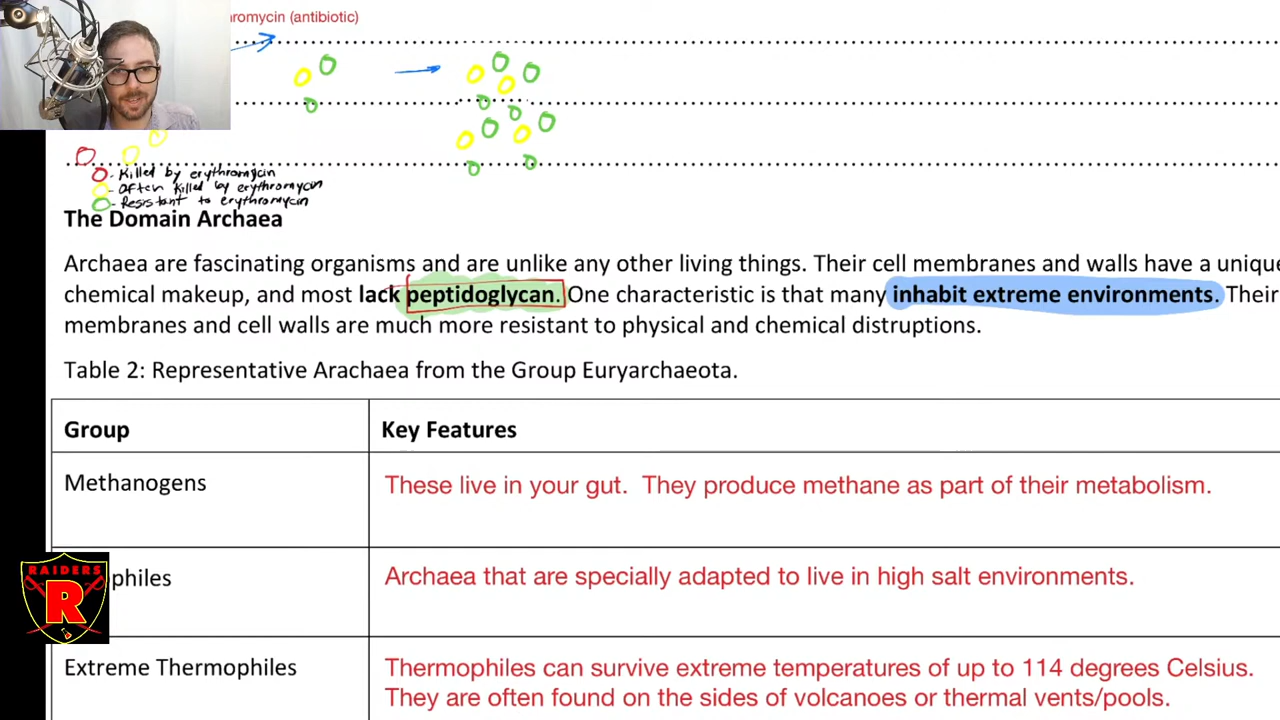 romycin (antibiotic)
- Killed by erythromycin
- Often killed by erythromycin
- Resistant to erythromycin
The Domain Archaea
Archaea are fascinating organisms and are unlike any other living things. Their cell membranes and walls have a unique
chemical makeup, and most lack peptidoglycan. One characteristic is that many inhabit extreme environments. Their
membranes and cell walls are much more resistant to physical and chemical distruptions.
Table 2: Representative Arachaea from the Group Euryarchaeota.
Group Key Features
Methanogens These live in your gut. They produce methane as part of their metabolism.
philes Archaea that are specially adapted to live in high salt environments.
RAIDERS
R
Extreme Thermophiles Thermophiles can survive extreme temperatures of up to 114 degrees Celsius.
They are often found on the sides of volcanoes or thermal vents/pools.